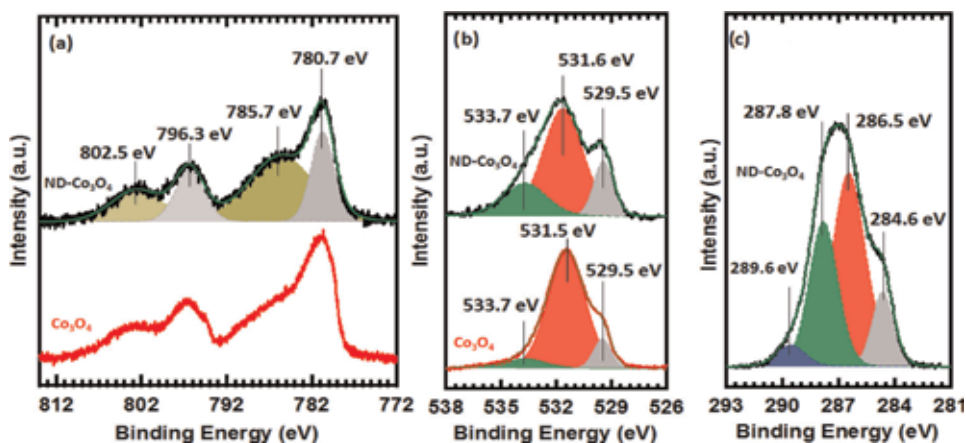 (a)
780.7 eV
785.7 eV
796.3 eV
802.5 eV
ND-Co₃O₄
Co₃O₄
Intensity (a.u.)
812 802 792 782 772
Binding Energy (eV)
(b)
531.6 eV
529.5 eV
533.7 eV
ND-Co₃O₄
531.5 eV
529.5 eV
533.7 eV
Co₃O₄
Intensity (a.u.)
538 535 532 529 526
Binding Energy (eV)
(c)
287.8 eV
286.5 eV
ND-Co₃O₄
284.6 eV
289.6 eV
Intensity (a.u.)
293 290 287 284 281
Binding Energy (eV)